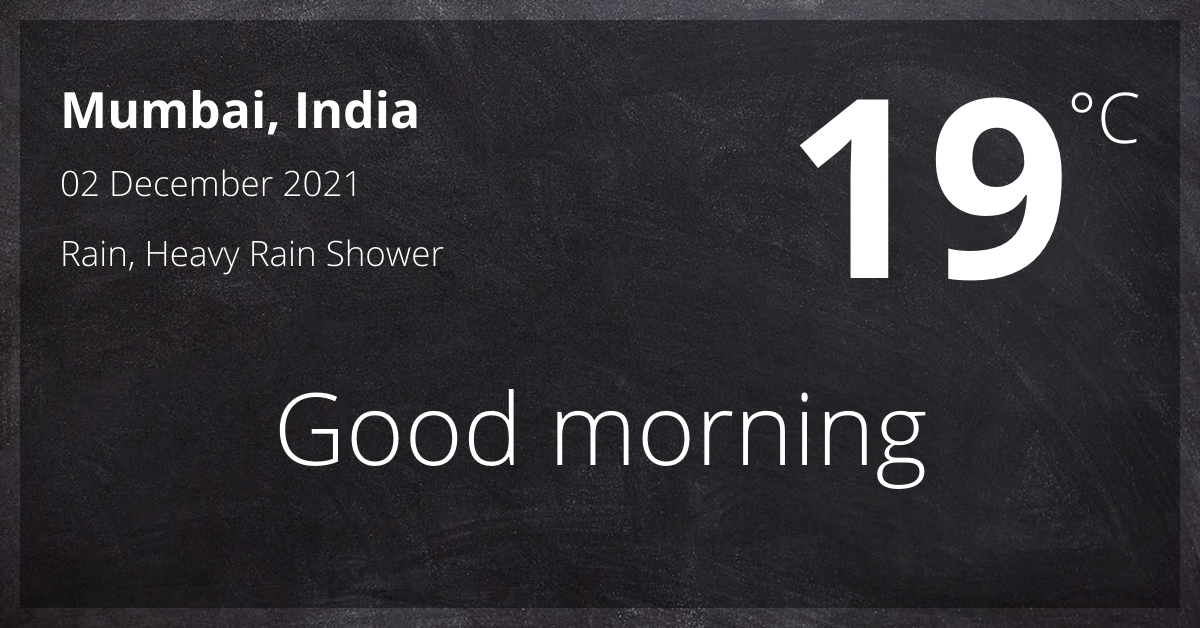 Mumbai, India
02 December 2021
Rain, Heavy Rain Shower
19 °C
Good morning